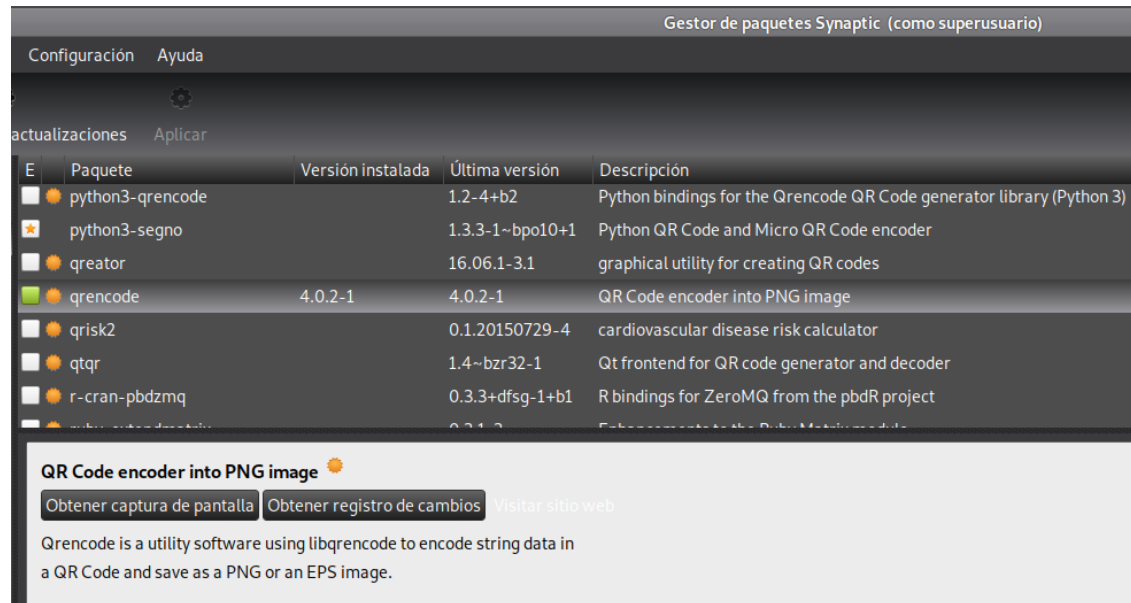 Gestor de paquetes Synaptic (como superusuario)
Configuración Ayuda
actualizaciones Aplicar
E Paquete Versión instalada Última versión Descripción
python3-qrencode 1.2-4+b2 Python bindings for the Qrencode QR Code generator library (Python 3)
python3-segno 1.3.3-1~bpo10+1 Python QR Code and Micro QR Code encoder
qreator 16.06.1-3.1 graphical utility for creating QR codes
qrencode 4.0.2-1 4.0.2-1 QR Code encoder into PNG image
qrisk2 0.1.20150729-4 cardiovascular disease risk calculator
qtqr 1.4~bzr32-1 Qt frontend for QR code generator and decoder
r-cran-pbdzmq 0.3.3+dfsg-1+b1 R bindings for ZeroMQ from the pbdR project
QR Code encoder into PNG image
Obtener captura de pantalla Obtener registro de cambios Visitar sitio web
Qrencode is a utility software using libqrencode to encode string data in
a QR Code and save as a PNG or an EPS image.